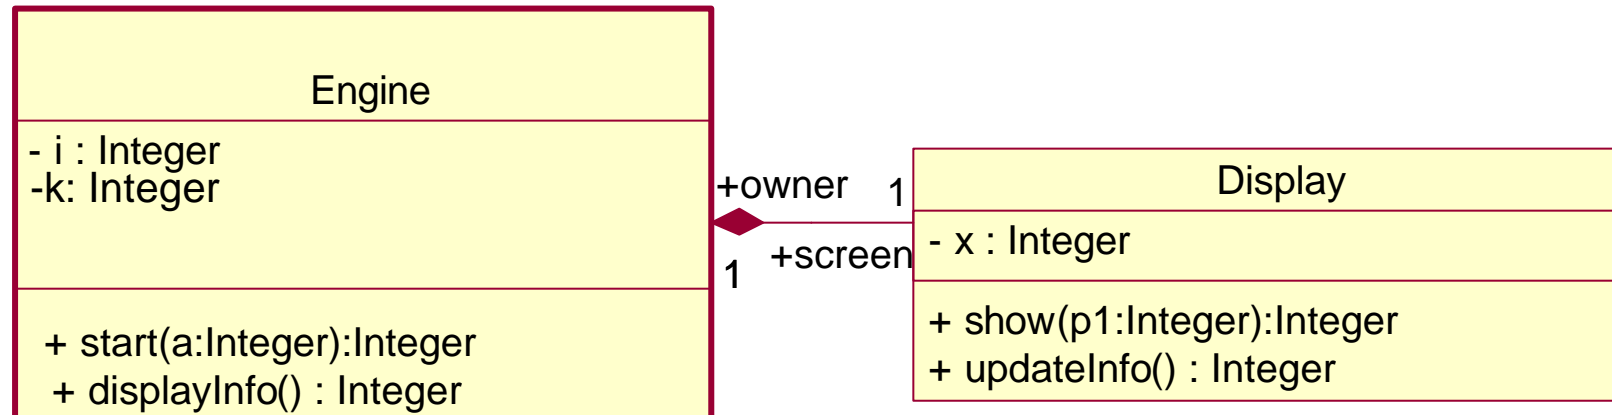 Engine
- i : Integer
-k: Integer
+ start(a:Integer):Integer
+ displayInfo() : Integer
+owner 1
+screen
1
Display
- x : Integer
+ show(p1:Integer):Integer
+ updateInfo() : Integer